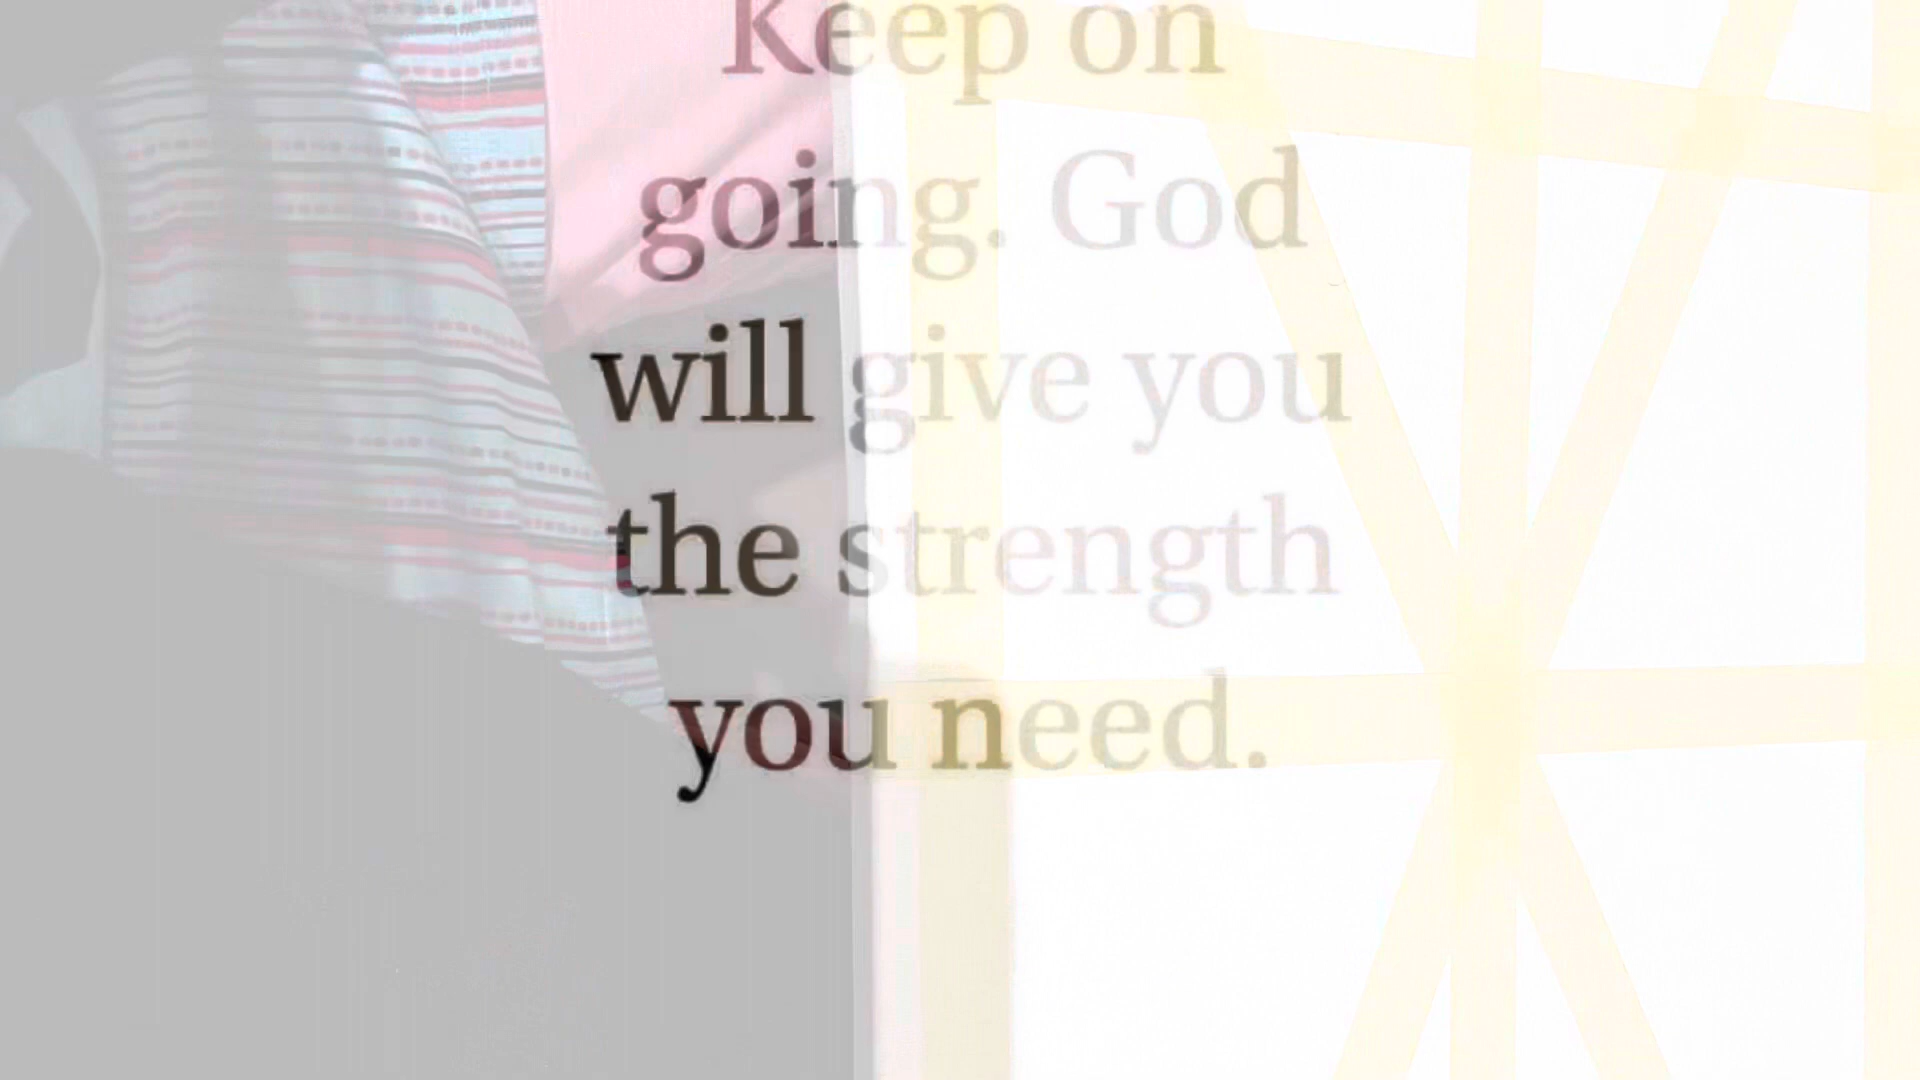 Keep on
going. God
will give you
the strength
you need.